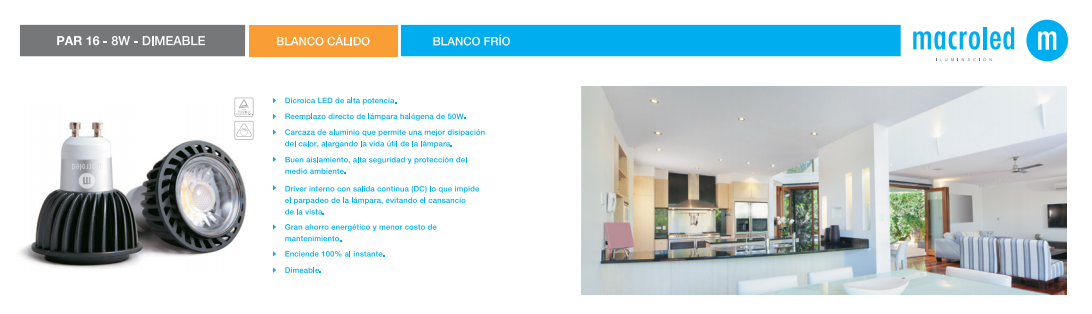 PAR 16 - 8W - DIMEABLE
BLANCO CÁLIDO
BLANCO FRÍO
macroled m
ILUMINACIÓN
Dicroica LED de alta potencia.
Reemplazo directo de lámpara halógena de 50W.
Carcaza de aluminio que permite una mejor disipación
del calor, alargando la vida útil de la lámpara.
Buen aislamiento, alta seguridad y protección del
medio ambiente.
Driver interno con salida continua (DC) lo que impide
el parpadeo de la lámpara, evitando el cansancio
de la vista.
Gran ahorro energético y menor costo de
mantenimiento.
Enciende 100% al instante.
Dimeable.
macroled
m